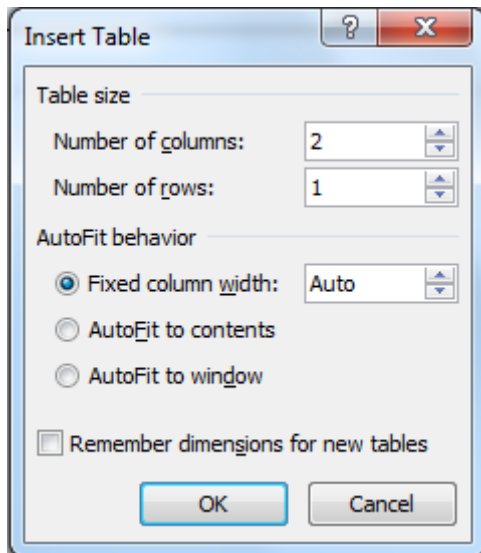 Insert Table
Table size
Number of columns: 2
Number of rows: 1
AutoFit behavior
Fixed column width: Auto
AutoFit to contents
AutoFit to window
Remember dimensions for new tables
OK Cancel